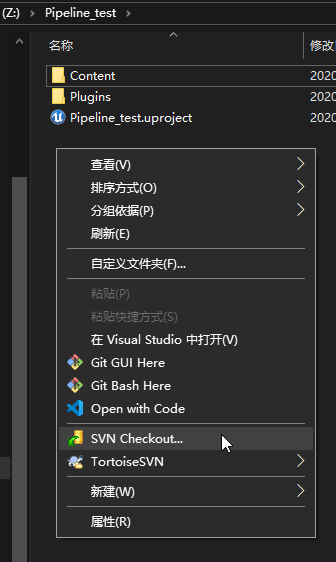 (Z:) › Pipeline_test ›
名称
修改
Content
2020
Plugins
2020
Pipeline_test.uproject
2020
查看(V)
排序方式(O)
分组依据(P)
刷新(E)
自定义文件夹(F)...
粘贴(P)
粘贴快捷方式(S)
在 Visual Studio 中打开(V)
Git GUI Here
Git Bash Here
Open with Code
SVN Checkout...
TortoiseSVN
新建(W)
属性(R)